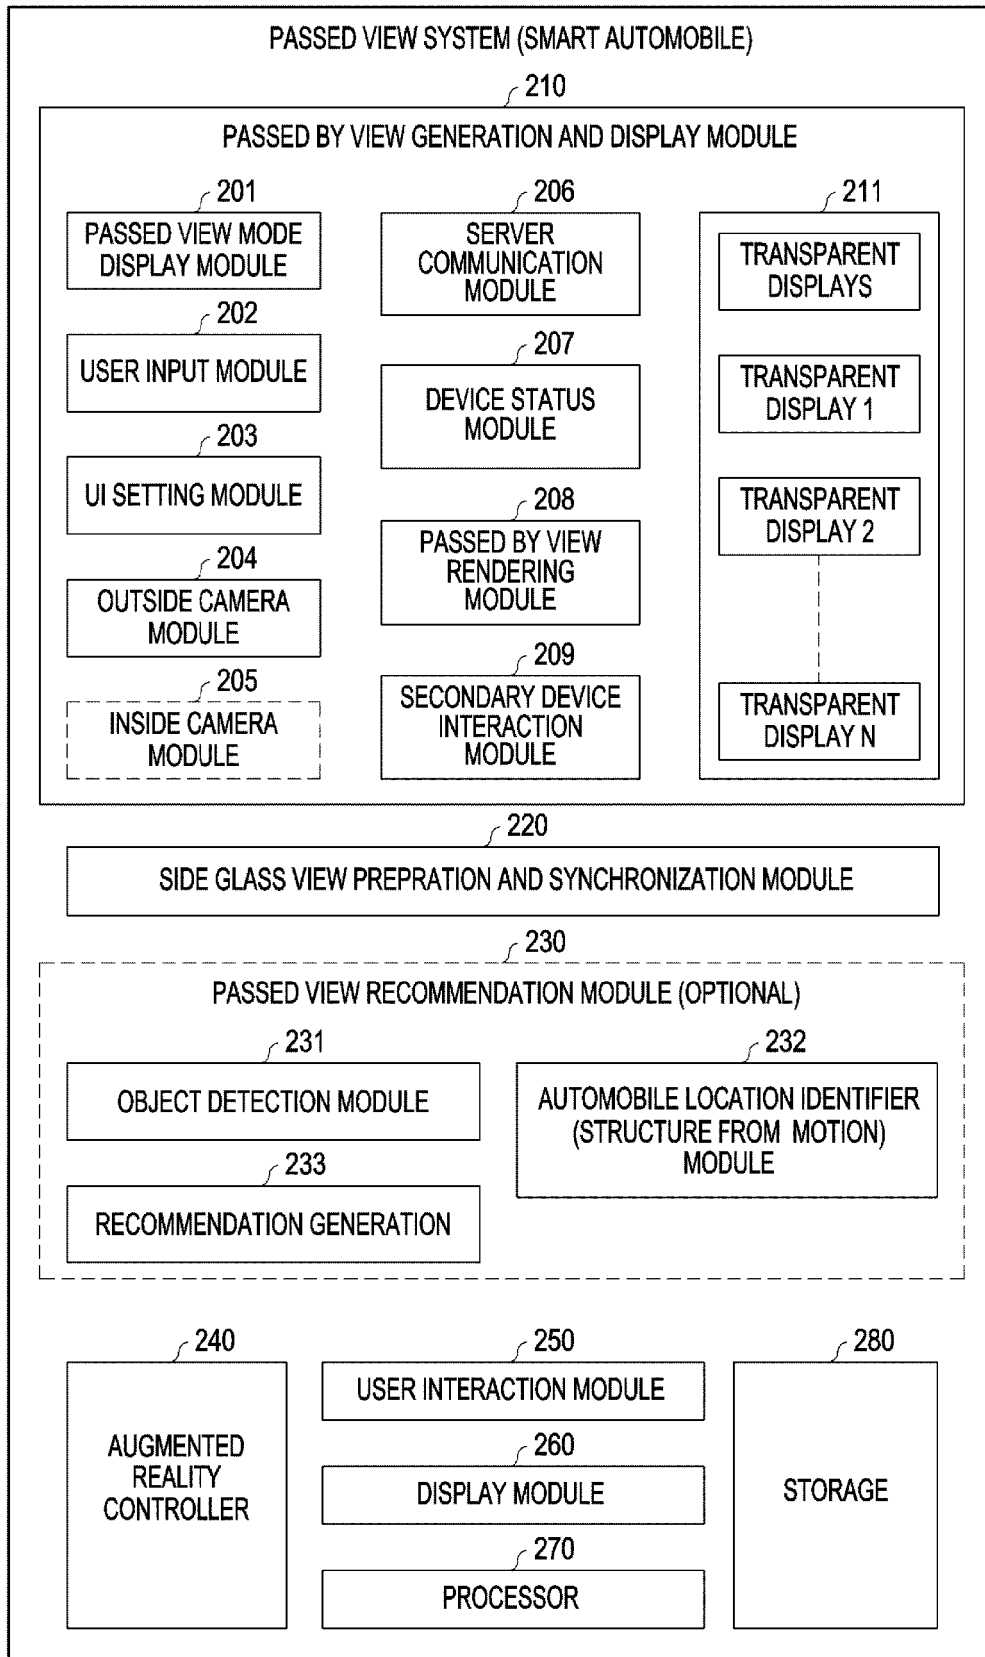 PASSED VIEW SYSTEM (SMART AUTOMOBILE)
210
PASSED BY VIEW GENERATION AND DISPLAY MODULE
201
PASSED VIEW MODE
DISPLAY MODULE
202
USER INPUT MODULE
203
UI SETTING MODULE
204
OUTSIDE CAMERA
MODULE
205
INSIDE CAMERA
MODULE
206
SERVER
COMMUNICATION
MODULE
207
DEVICE STATUS
MODULE
208
PASSED BY VIEW
RENDERING
MODULE
209
SECONDARY DEVICE
INTERACTION
MODULE
211
TRANSPARENT
DISPLAYS
TRANSPARENT
DISPLAY 1
TRANSPARENT
DISPLAY 2
TRANSPARENT
DISPLAY N
220
SIDE GLASS VIEW PREPRATION AND SYNCHRONIZATION MODULE
230
PASSED VIEW RECOMMENDATION MODULE (OPTIONAL)
231
OBJECT DETECTION MODULE
232
AUTOMOBILE LOCATION IDENTIFIER
(STRUCTURE FROM MOTION)
MODULE
233
RECOMMENDATION GENERATION
240
AUGMENTED
REALITY
CONTROLLER
250
USER INTERACTION MODULE
260
DISPLAY MODULE
270
PROCESSOR
280
STORAGE